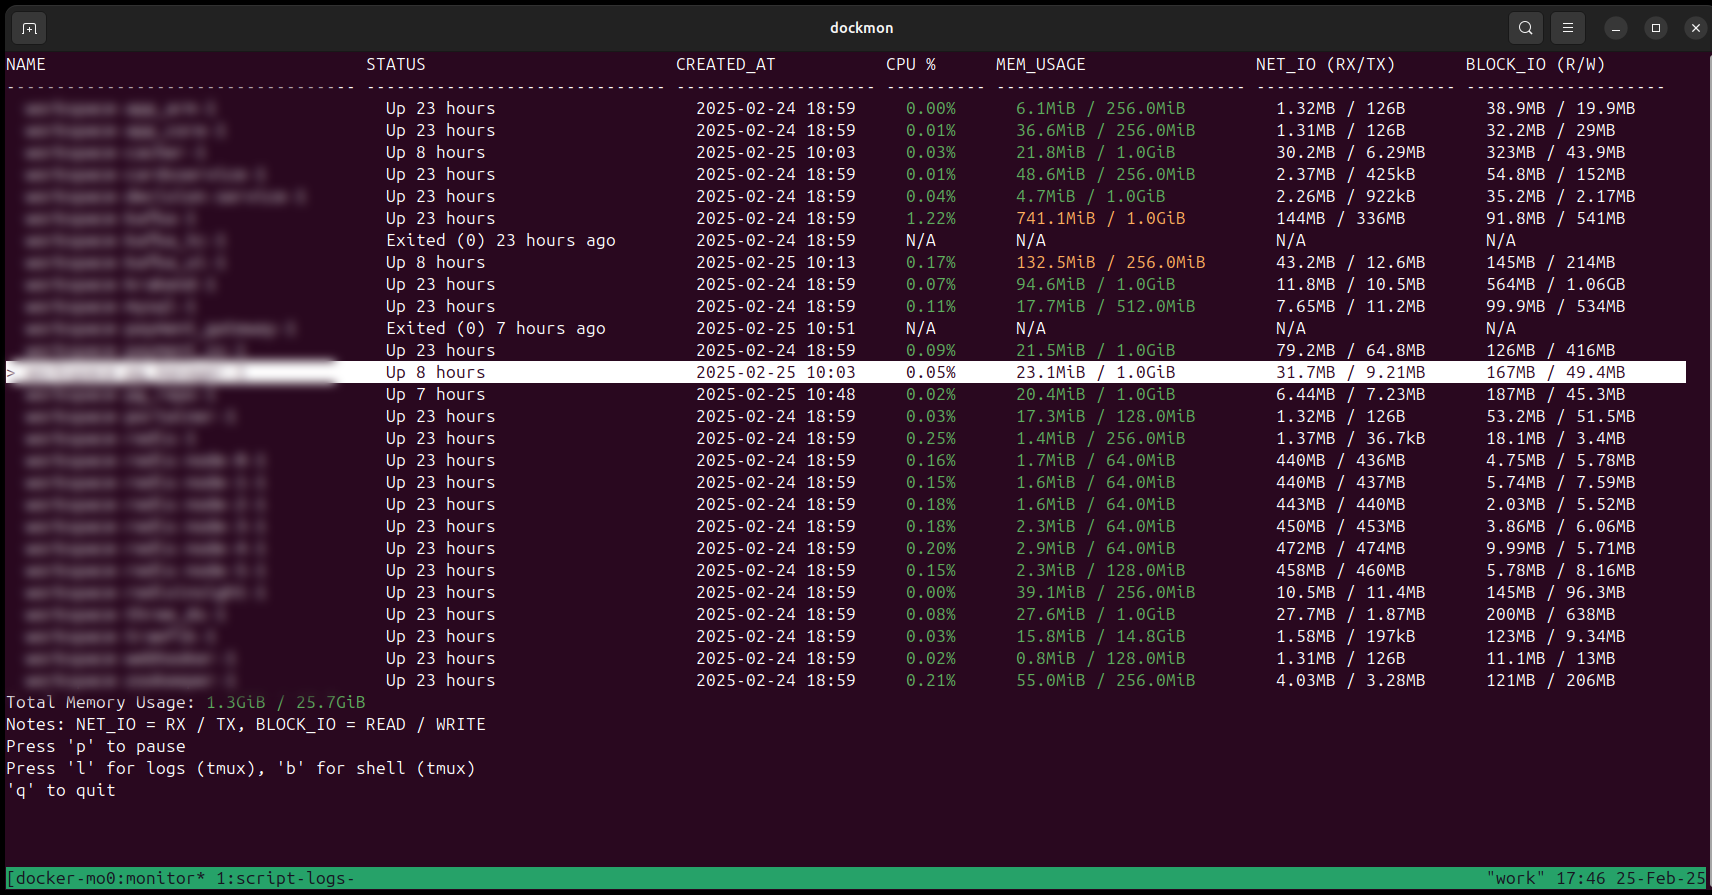 dockmon
NAME STATUS CREATED_AT CPU % MEM_USAGE NET_IO (RX/TX) BLOCK_IO (R/W)
Up 23 hours 2025-02-24 18:59 0.00% 6.1MiB / 256.0MiB 1.32MB / 126B 38.9MB / 19.9MB
Up 23 hours 2025-02-24 18:59 0.01% 36.6MiB / 256.0MiB 1.31MB / 126B 32.2MB / 29MB
Up 8 hours 2025-02-25 10:03 0.03% 21.8MiB / 1.0GiB 30.2MB / 6.29MB 323MB / 43.9MB
Up 23 hours 2025-02-24 18:59 0.01% 48.6MiB / 256.0MiB 2.37MB / 425kB 54.8MB / 152MB
Up 23 hours 2025-02-24 18:59 0.04% 4.7MiB / 1.0GiB 2.26MB / 922kB 35.2MB / 2.17MB
Up 23 hours 2025-02-24 18:59 1.22% 741.1MiB / 1.0GiB 144MB / 336MB 91.8MB / 541MB
Exited (0) 23 hours ago 2025-02-24 18:59 N/A N/A N/A N/A
Up 8 hours 2025-02-25 10:13 0.17% 132.5MiB / 256.0MiB 43.2MB / 12.6MB 145MB / 214MB
Up 23 hours 2025-02-24 18:59 0.07% 94.6MiB / 1.0GiB 11.8MB / 10.5MB 564MB / 1.06GB
Up 23 hours 2025-02-24 18:59 0.11% 17.7MiB / 512.0MiB 7.65MB / 11.2MB 99.9MB / 534MB
Exited (0) 7 hours ago 2025-02-25 10:51 N/A N/A N/A N/A
Up 23 hours 2025-02-24 18:59 0.09% 21.5MiB / 1.0GiB 79.2MB / 64.8MB 126MB / 416MB
> Up 8 hours 2025-02-25 10:03 0.05% 23.1MiB / 1.0GiB 31.7MB / 9.21MB 167MB / 49.4MB
Up 7 hours 2025-02-25 10:48 0.02% 20.4MiB / 1.0GiB 6.44MB / 7.23MB 187MB / 45.3MB
Up 23 hours 2025-02-24 18:59 0.03% 17.3MiB / 128.0MiB 1.32MB / 126B 53.2MB / 51.5MB
Up 23 hours 2025-02-24 18:59 0.25% 1.4MiB / 256.0MiB 1.37MB / 36.7kB 18.1MB / 3.4MB
Up 23 hours 2025-02-24 18:59 0.16% 1.7MiB / 64.0MiB 440MB / 436MB 4.75MB / 5.78MB
Up 23 hours 2025-02-24 18:59 0.15% 1.6MiB / 64.0MiB 440MB / 437MB 5.74MB / 7.59MB
Up 23 hours 2025-02-24 18:59 0.18% 1.6MiB / 64.0MiB 443MB / 440MB 2.03MB / 5.52MB
Up 23 hours 2025-02-24 18:59 0.18% 2.3MiB / 64.0MiB 450MB / 453MB 3.86MB / 6.06MB
Up 23 hours 2025-02-24 18:59 0.20% 2.9MiB / 64.0MiB 472MB / 474MB 9.99MB / 5.71MB
Up 23 hours 2025-02-24 18:59 0.15% 2.3MiB / 128.0MiB 458MB / 460MB 5.78MB / 8.16MB
Up 23 hours 2025-02-24 18:59 0.00% 39.1MiB / 256.0MiB 10.5MB / 11.4MB 145MB / 96.3MB
Up 23 hours 2025-02-24 18:59 0.08% 27.6MiB / 1.0GiB 27.7MB / 1.87MB 200MB / 638MB
Up 23 hours 2025-02-24 18:59 0.03% 15.8MiB / 14.8GiB 1.58MB / 197kB 123MB / 9.34MB
Up 23 hours 2025-02-24 18:59 0.02% 0.8MiB / 128.0MiB 1.31MB / 126B 11.1MB / 13MB
Up 23 hours 2025-02-24 18:59 0.21% 55.0MiB / 256.0MiB 4.03MB / 3.28MB 121MB / 206MB
Total Memory Usage: 1.3GiB / 25.7GiB
Notes: NET_IO = RX / TX, BLOCK_IO = READ / WRITE
Press 'p' to pause
Press 'l' for logs (tmux), 'b' for shell (tmux)
'q' to quit
[docker-mo0:monitor* 1:script-logs- "work" 17:46 25-Feb-25